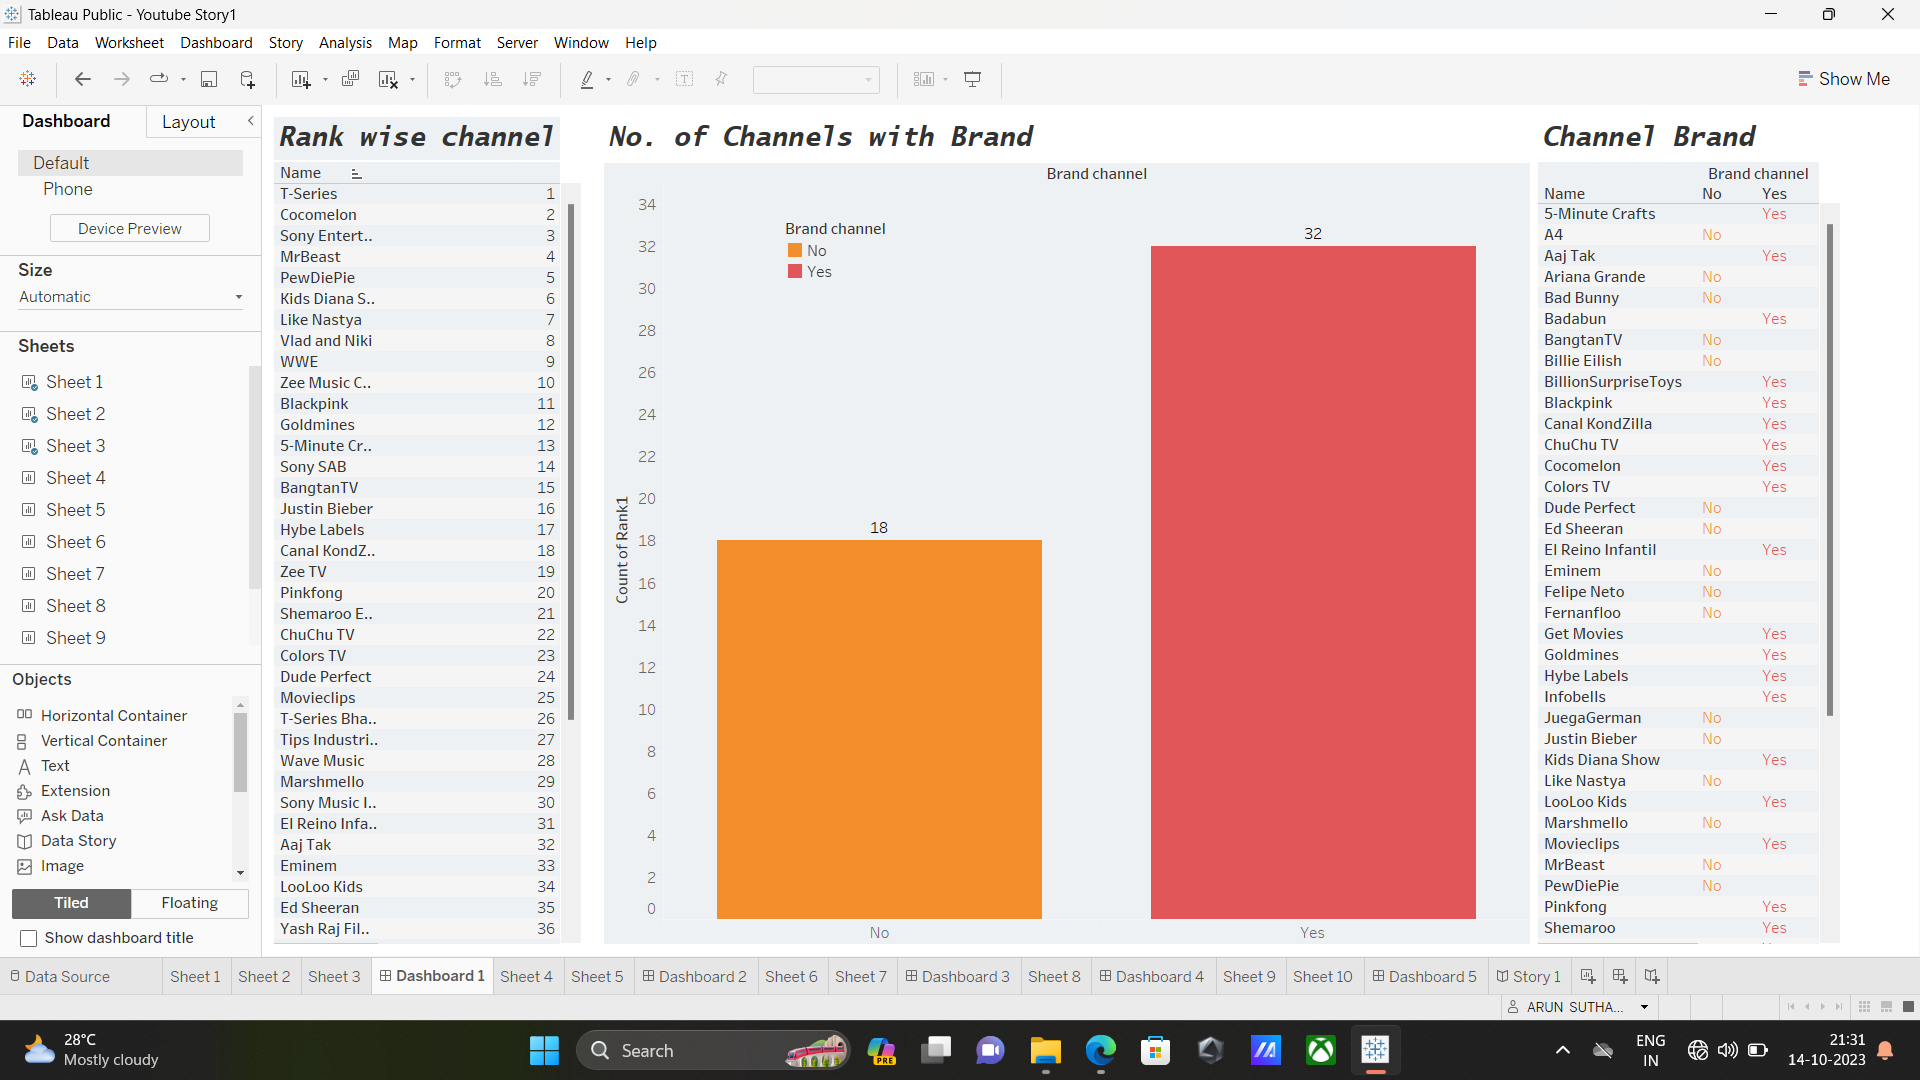 Tableau Public - Youtube Story1
File Data Worksheet Dashboard Story Analysis Map Format Server Window Help
Show Me
Dashboard Layout
Default
Phone
Device Preview
Size
Automatic
Sheets
Sheet 1
Sheet 2
Sheet 3
Sheet 4
Sheet 5
Sheet 6
Sheet 7
Sheet 8
Sheet 9
Objects
Horizontal Container
Vertical Container
Text
Extension
Ask Data
Data Story
Image
Tiled Floating
Show dashboard title
Rank wise channel
Name
T-Series 1
Cocomelon 2
Sony Entert.. 3
MrBeast 4
PewDiePie 5
Kids Diana S.. 6
Like Nastya 7
Vlad and Niki 8
WWE 9
Zee Music C.. 10
Blackpink 11
Goldmines 12
5-Minute Cr.. 13
Sony SAB 14
BangtanTV 15
Justin Bieber 16
Hybe Labels 17
Canal KondZ.. 18
Zee TV 19
Pinkfong 20
Shemaroo E.. 21
ChuChu TV 22
Colors TV 23
Dude Perfect 24
Movieclips 25
T-Series Bha.. 26
Tips Industri.. 27
Wave Music 28
Marshmello 29
Sony Music I.. 30
El Reino Infa.. 31
Aaj Tak 32
Eminem 33
LooLoo Kids 34
Ed Sheeran 35
Yash Raj Fil.. 36
No. of Channels with Brand
Brand channel
Brand channel
No
Yes
Count of Rank1
34
32
30
28
26
24
22
20
18
16
14
12
10
8
6
4
2
0
18
32
No Yes
Channel Brand
Brand channel
Name No Yes
5-Minute Crafts Yes
A4 No
Aaj Tak Yes
Ariana Grande No
Bad Bunny No
Badabun Yes
BangtanTV No
Billie Eilish No
BillionSurpriseToys Yes
Blackpink Yes
Canal KondZilla Yes
ChuChu TV Yes
Cocomelon Yes
Colors TV Yes
Dude Perfect No
Ed Sheeran No
El Reino Infantil Yes
Eminem No
Felipe Neto No
Fernanfloo No
Get Movies Yes
Goldmines Yes
Hybe Labels Yes
Infobells Yes
JuegaGerman No
Justin Bieber No
Kids Diana Show Yes
Like Nastya No
LooLoo Kids Yes
Marshmello No
Movieclips Yes
MrBeast No
PewDiePie No
Pinkfong Yes
Shemaroo Yes
Data Source Sheet 1 Sheet 2 Sheet 3 Dashboard 1 Sheet 4 Sheet 5 Dashboard 2 Sheet 6 Sheet 7 Dashboard 3 Sheet 8 Dashboard 4 Sheet 9 Sheet 10 Dashboard 5 Story 1
ARUN SUTHA...
28°C
Mostly cloudy
Search
PRE
ENG
IN
21:31
14-10-2023